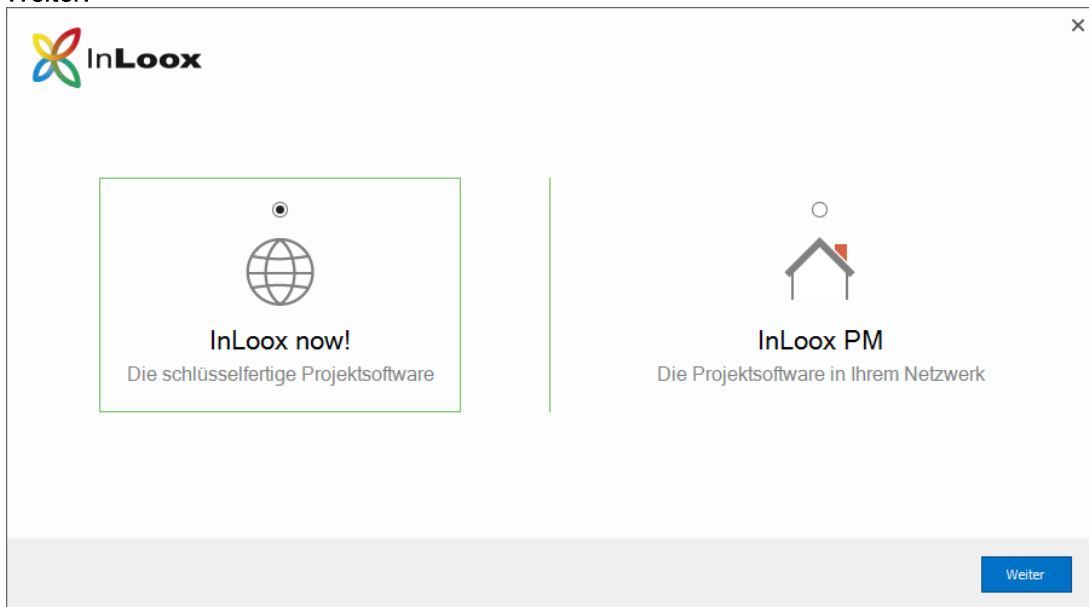 InLoox
InLoox now!
Die schlüsselfertige Projektsoftware
InLoox PM
Die Projektsoftware in Ihrem Netzwerk
Weiter